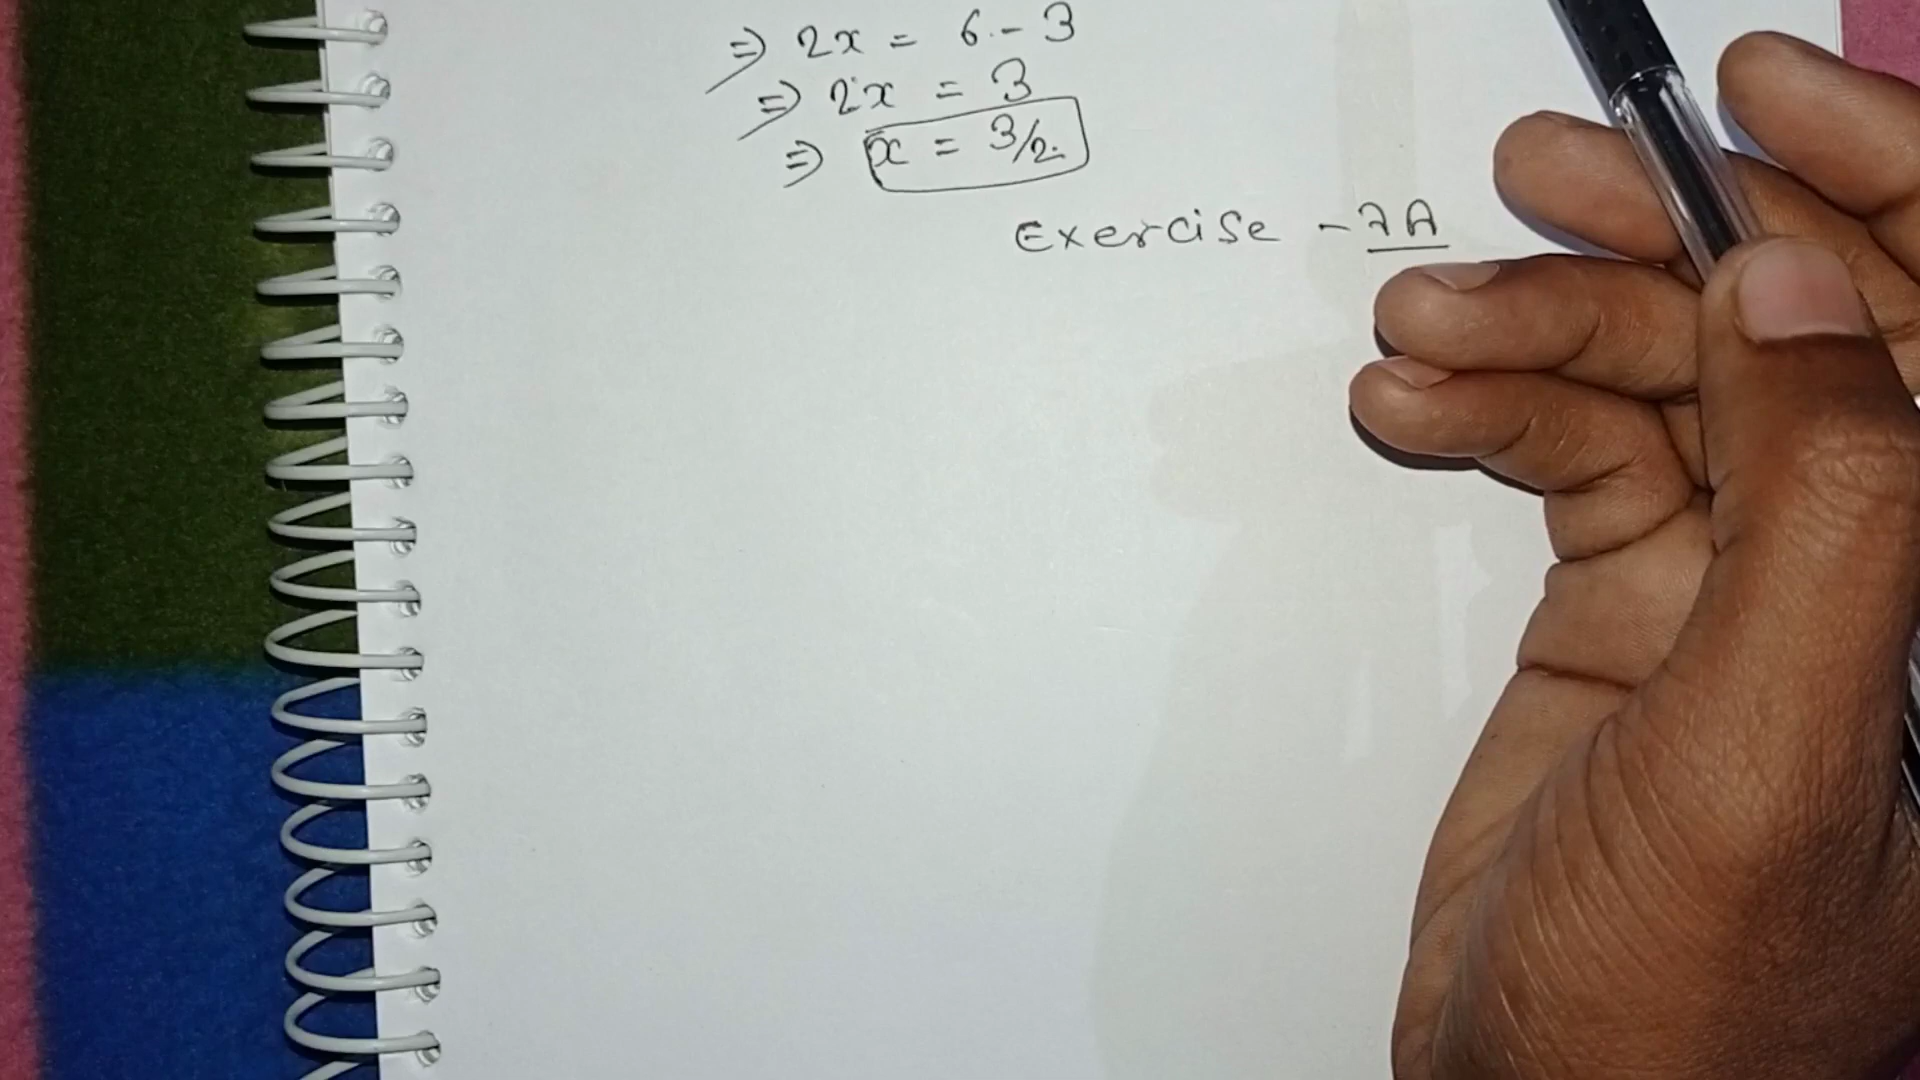 ⇒ 2x = 6 - 3
⇒ 2x = 3
⇒ x = 3/2.
Exercise - 7A